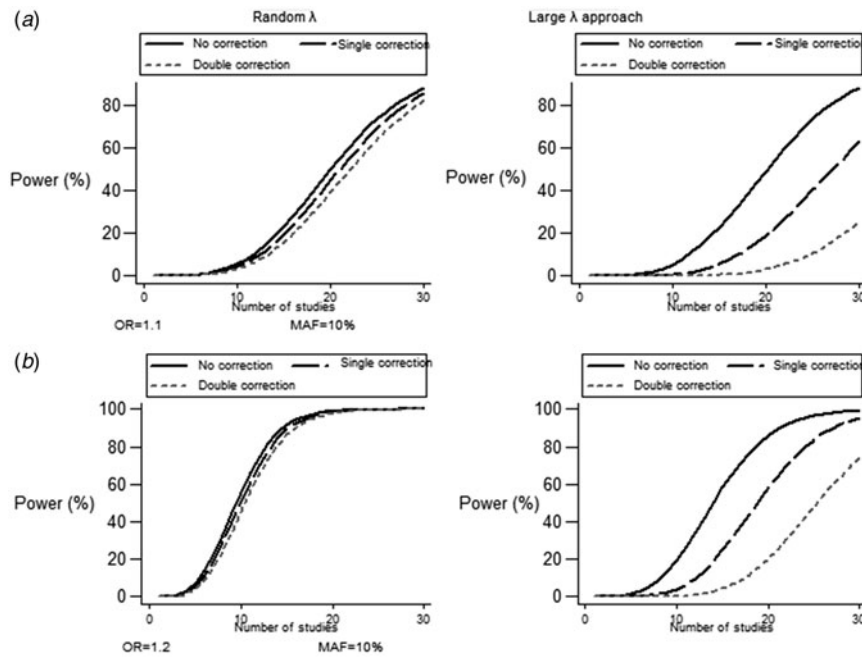 (a)
Random λ
Large λ approach
No correction
Single correction
Double correction
No correction
Single correction
Double correction
Power (%)
80
60
40
20
0
0
10
20
30
Number of studies
OR=1.1
MAF=10%
Power (%)
80
60
40
20
0
0
10
20
30
Number of studies
(b)
No correction
Single correction
Double correction
No correction
Single correction
Double correction
Power (%)
100
80
60
40
20
0
0
10
20
30
Number of studies
OR=1.2
MAF=10%
Power (%)
100
80
60
40
20
0
0
10
20
30
Number of studies